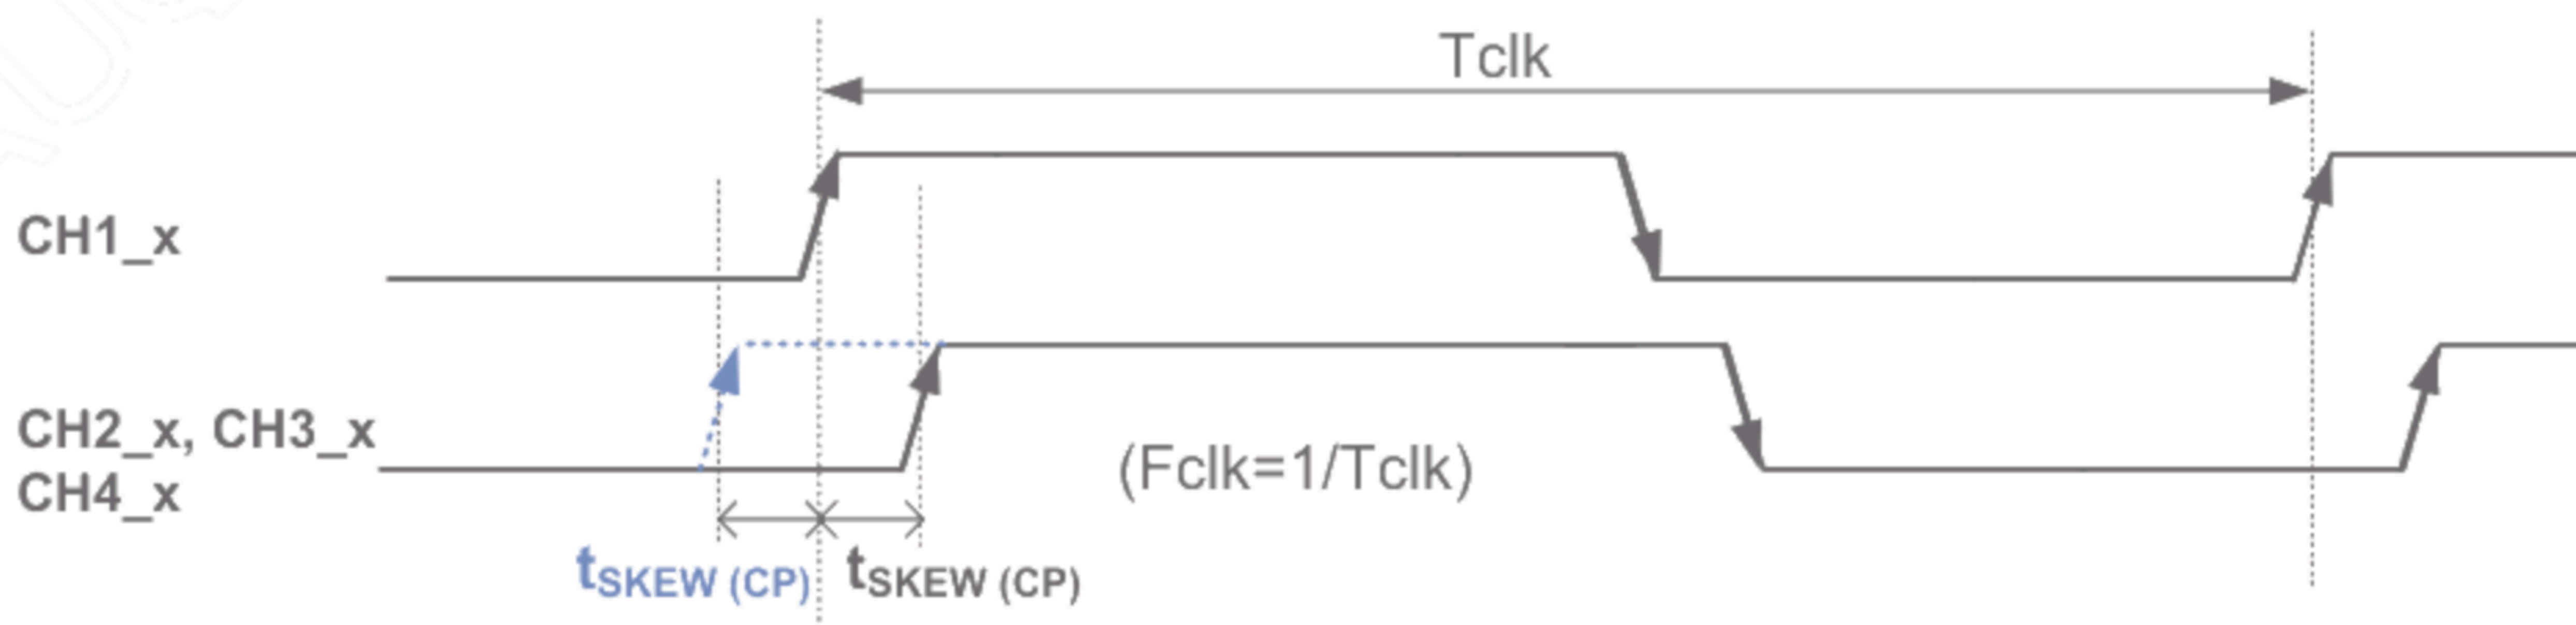 Tclk
CH1_x
CH2_x, CH3_x
CH4_x
(Fclk=1/Tclk)
tSKEW (CP) tSKEW (CP)